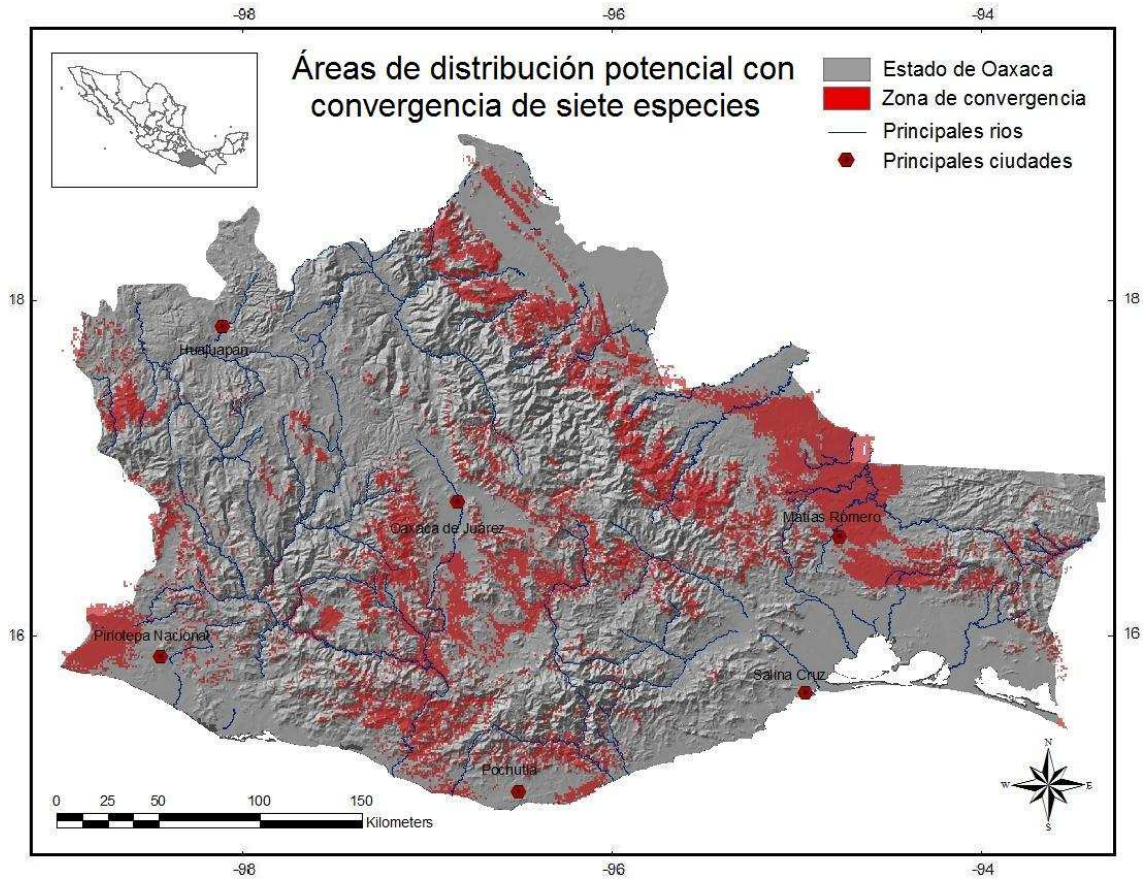 -98 -96 -94
Áreas de distribución potencial con
convergencia de siete especies
Estado de Oaxaca
Zona de convergencia
Principales rios
Principales ciudades
18 18
Huajuapan
Oaxaca de Juárez
Matías Romero
16 16
Pinotepa Nacional
Salina Cruz
Pochutla
N
W E
S
0 25 50 100 150
Kilometers
-98 -96 -94